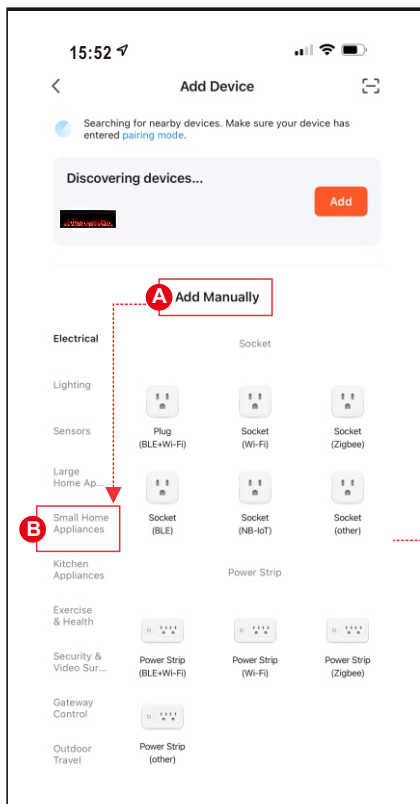 15:52
Add Device
Searching for nearby devices. Make sure your device has
entered pairing mode.
Discovering devices...
Add
A
Add Manually
Electrical
Socket
Lighting
Sensors
Plug
(BLE+Wi-Fi)
Socket
(Wi-Fi)
Socket
(Zigbee)
Large
Home Ap...
B
Small Home
Appliances
Socket
(BLE)
Socket
(NB-IoT)
Socket
(other)
Kitchen
Appliances
Power Strip
Exercise
& Health
Security &
Video Sur...
Power Strip
(BLE+Wi-Fi)
Power Strip
(Wi-Fi)
Power Strip
(Zigbee)
Gateway
Control
Outdoor
Travel
Power Strip
(other)